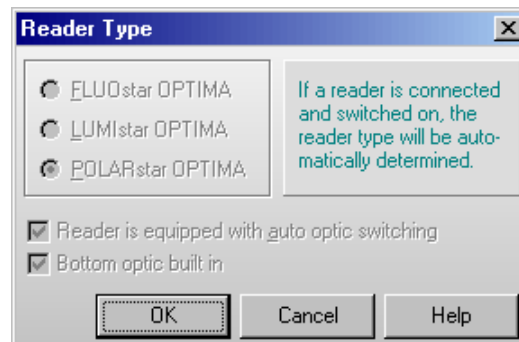 Reader Type
FLUOstar OPTIMA
LUMIstar OPTIMA
POLARstar OPTIMA
If a reader is connected
and switched on, the
reader type will be auto-
matically determined.
Reader is equipped with auto optic switching
Bottom optic built in
OK Cancel Help